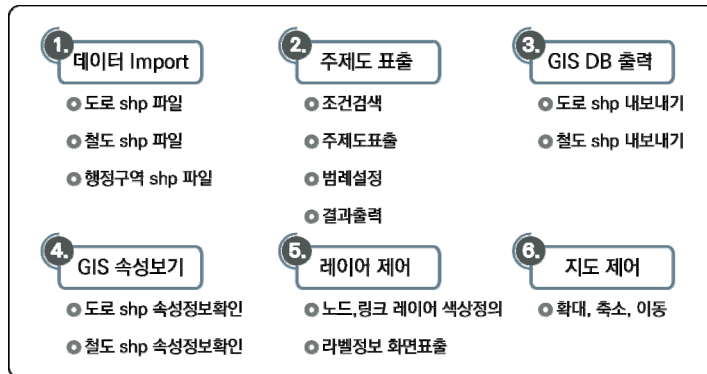 1.
데이터 Import
도로 shp 파일
철도 shp 파일
행정구역 shp 파일
2.
주제도 표출
조건검색
주제도표출
범례설정
결과출력
3.
GIS DB 출력
도로 shp 내보내기
철도 shp 내보내기
4.
GIS 속성보기
도로 shp 속성정보확인
철도 shp 속성정보확인
5.
레이어 제어
노드,링크 레이어 색상정의
라벨정보 화면표출
6.
지도 제어
확대, 축소, 이동